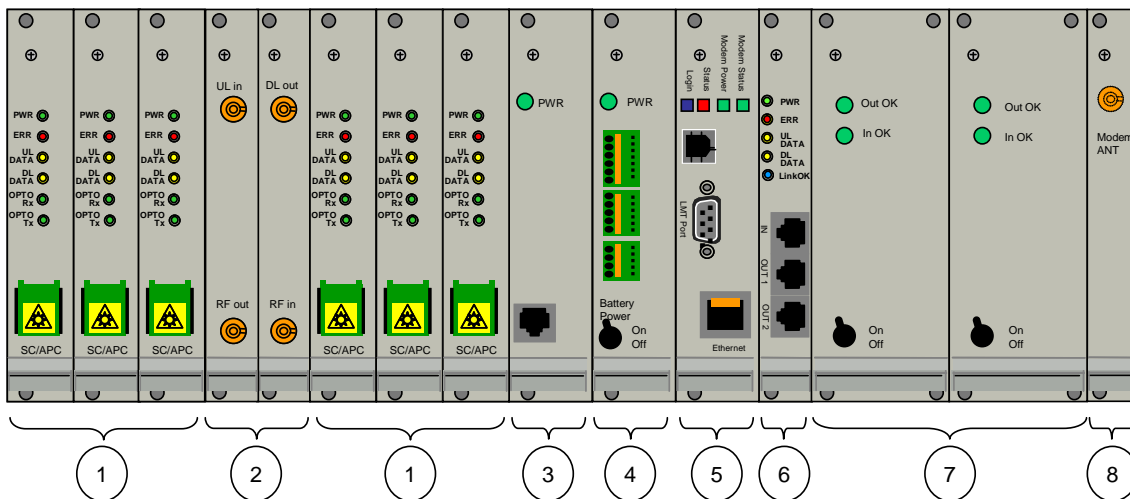 PWR
ERR
UL
DATA
DL
DATA
OPTO
Rx
OPTO
Tx
SC/APC
PWR
ERR
UL
DATA
DL
DATA
OPTO
Rx
OPTO
Tx
SC/APC
PWR
ERR
UL
DATA
DL
DATA
OPTO
Rx
OPTO
Tx
SC/APC
UL in
RF out
DL out
RF in
PWR
ERR
UL
DATA
DL
DATA
OPTO
Rx
OPTO
Tx
SC/APC
PWR
ERR
UL
DATA
DL
DATA
OPTO
Rx
OPTO
Tx
SC/APC
PWR
ERR
UL
DATA
DL
DATA
OPTO
Rx
OPTO
Tx
SC/APC
PWR
PWR
Battery
Power
On
Off
Login
Status
Modem Power
Modem Status
LMT Port
Ethernet
PWR
ERR
UL
DATA
DL
DATA
LinkOK
IN
OUT 1
OUT 2
Out OK
In OK
On
Off
Out OK
In OK
On
Off
Modem
ANT
1
2
1
3
4
5
6
7
8